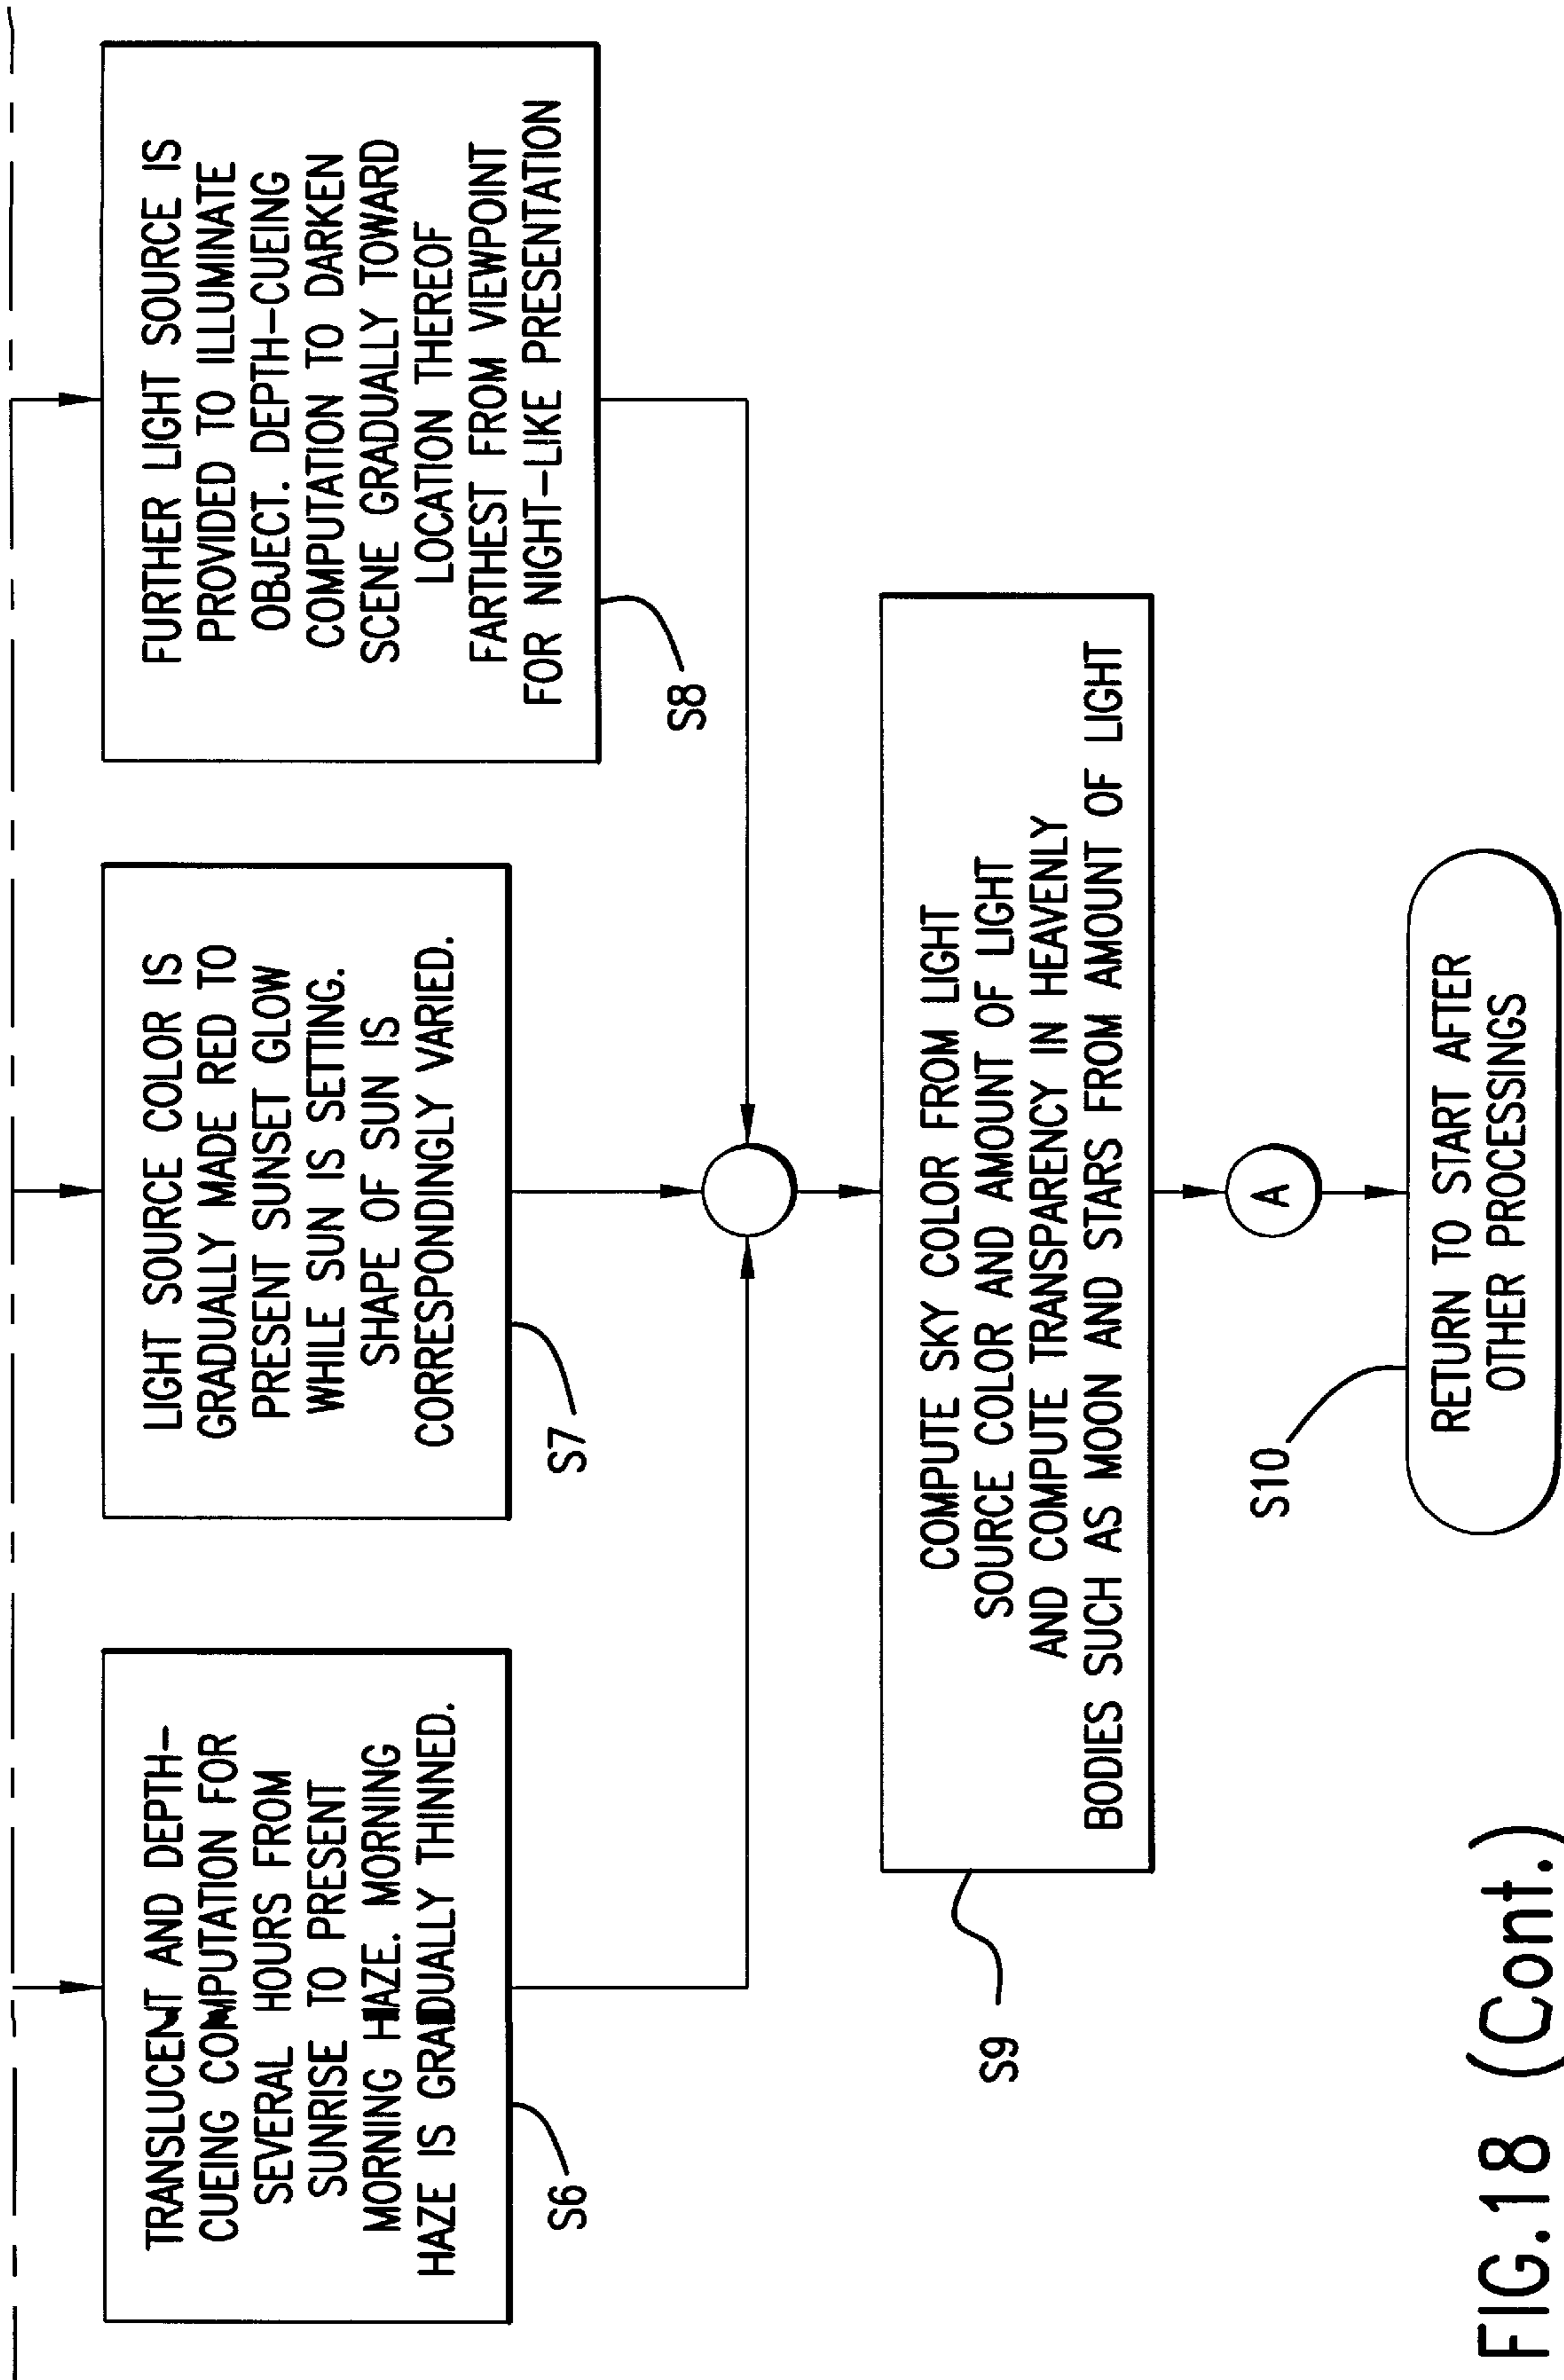 TRANSLUCENT AND DEPTH-
CUEING COMPUTATION FOR
SEVERAL HOURS FROM
SUNRISE TO PRESENT
MORNING HAZE. MORNING
HAZE IS GRADUALLY THINNED.
S6
LIGHT SOURCE COLOR IS
GRADUALLY MADE RED TO
PRESENT SUNSET GLOW
WHILE SUN IS SETTING.
SHAPE OF SUN IS
CORRESPONDINGLY VARIED.
S7
FURTHER LIGHT SOURCE IS
PROVIDED TO ILLUMINATE
OBJECT. DEPTH-CUEING
COMPUTATION TO DARKEN
SCENE GRADUALLY TOWARD
LOCATION THEREOF
FARTHEST FROM VIEWPOINT
FOR NIGHT-LIKE PRESENTATION
S8
COMPUTE SKY COLOR FROM LIGHT
SOURCE COLOR AND AMOUNT OF LIGHT
AND COMPUTE TRANSPARENCY IN HEAVENLY
BODIES SUCH AS MOON AND STARS FROM AMOUNT OF LIGHT
S9
A
S10
RETURN TO START AFTER
OTHER PROCESSINGS
FIG.18 (Cont.)